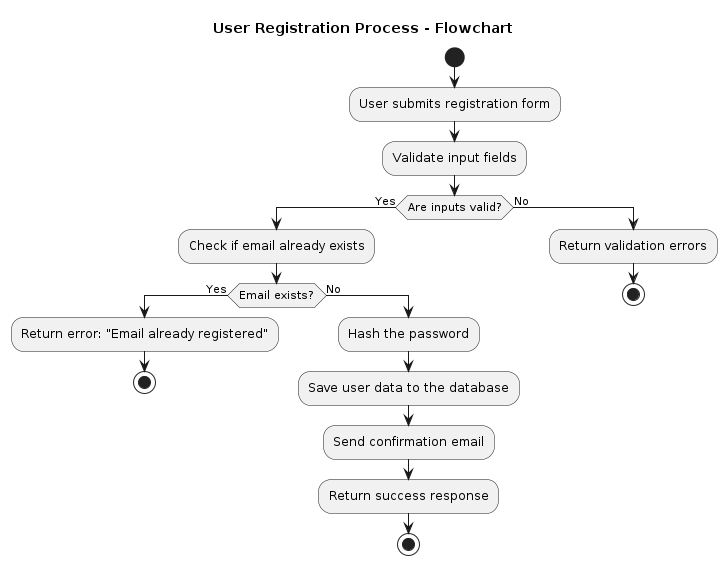 User Registration Process - Flowchart
User submits registration form
Validate input fields
Are inputs valid?
Yes
No
Check if email already exists
Return validation errors
Email exists?
Yes
No
Return error: "Email already registered"
Hash the password
Save user data to the database
Send confirmation email
Return success response